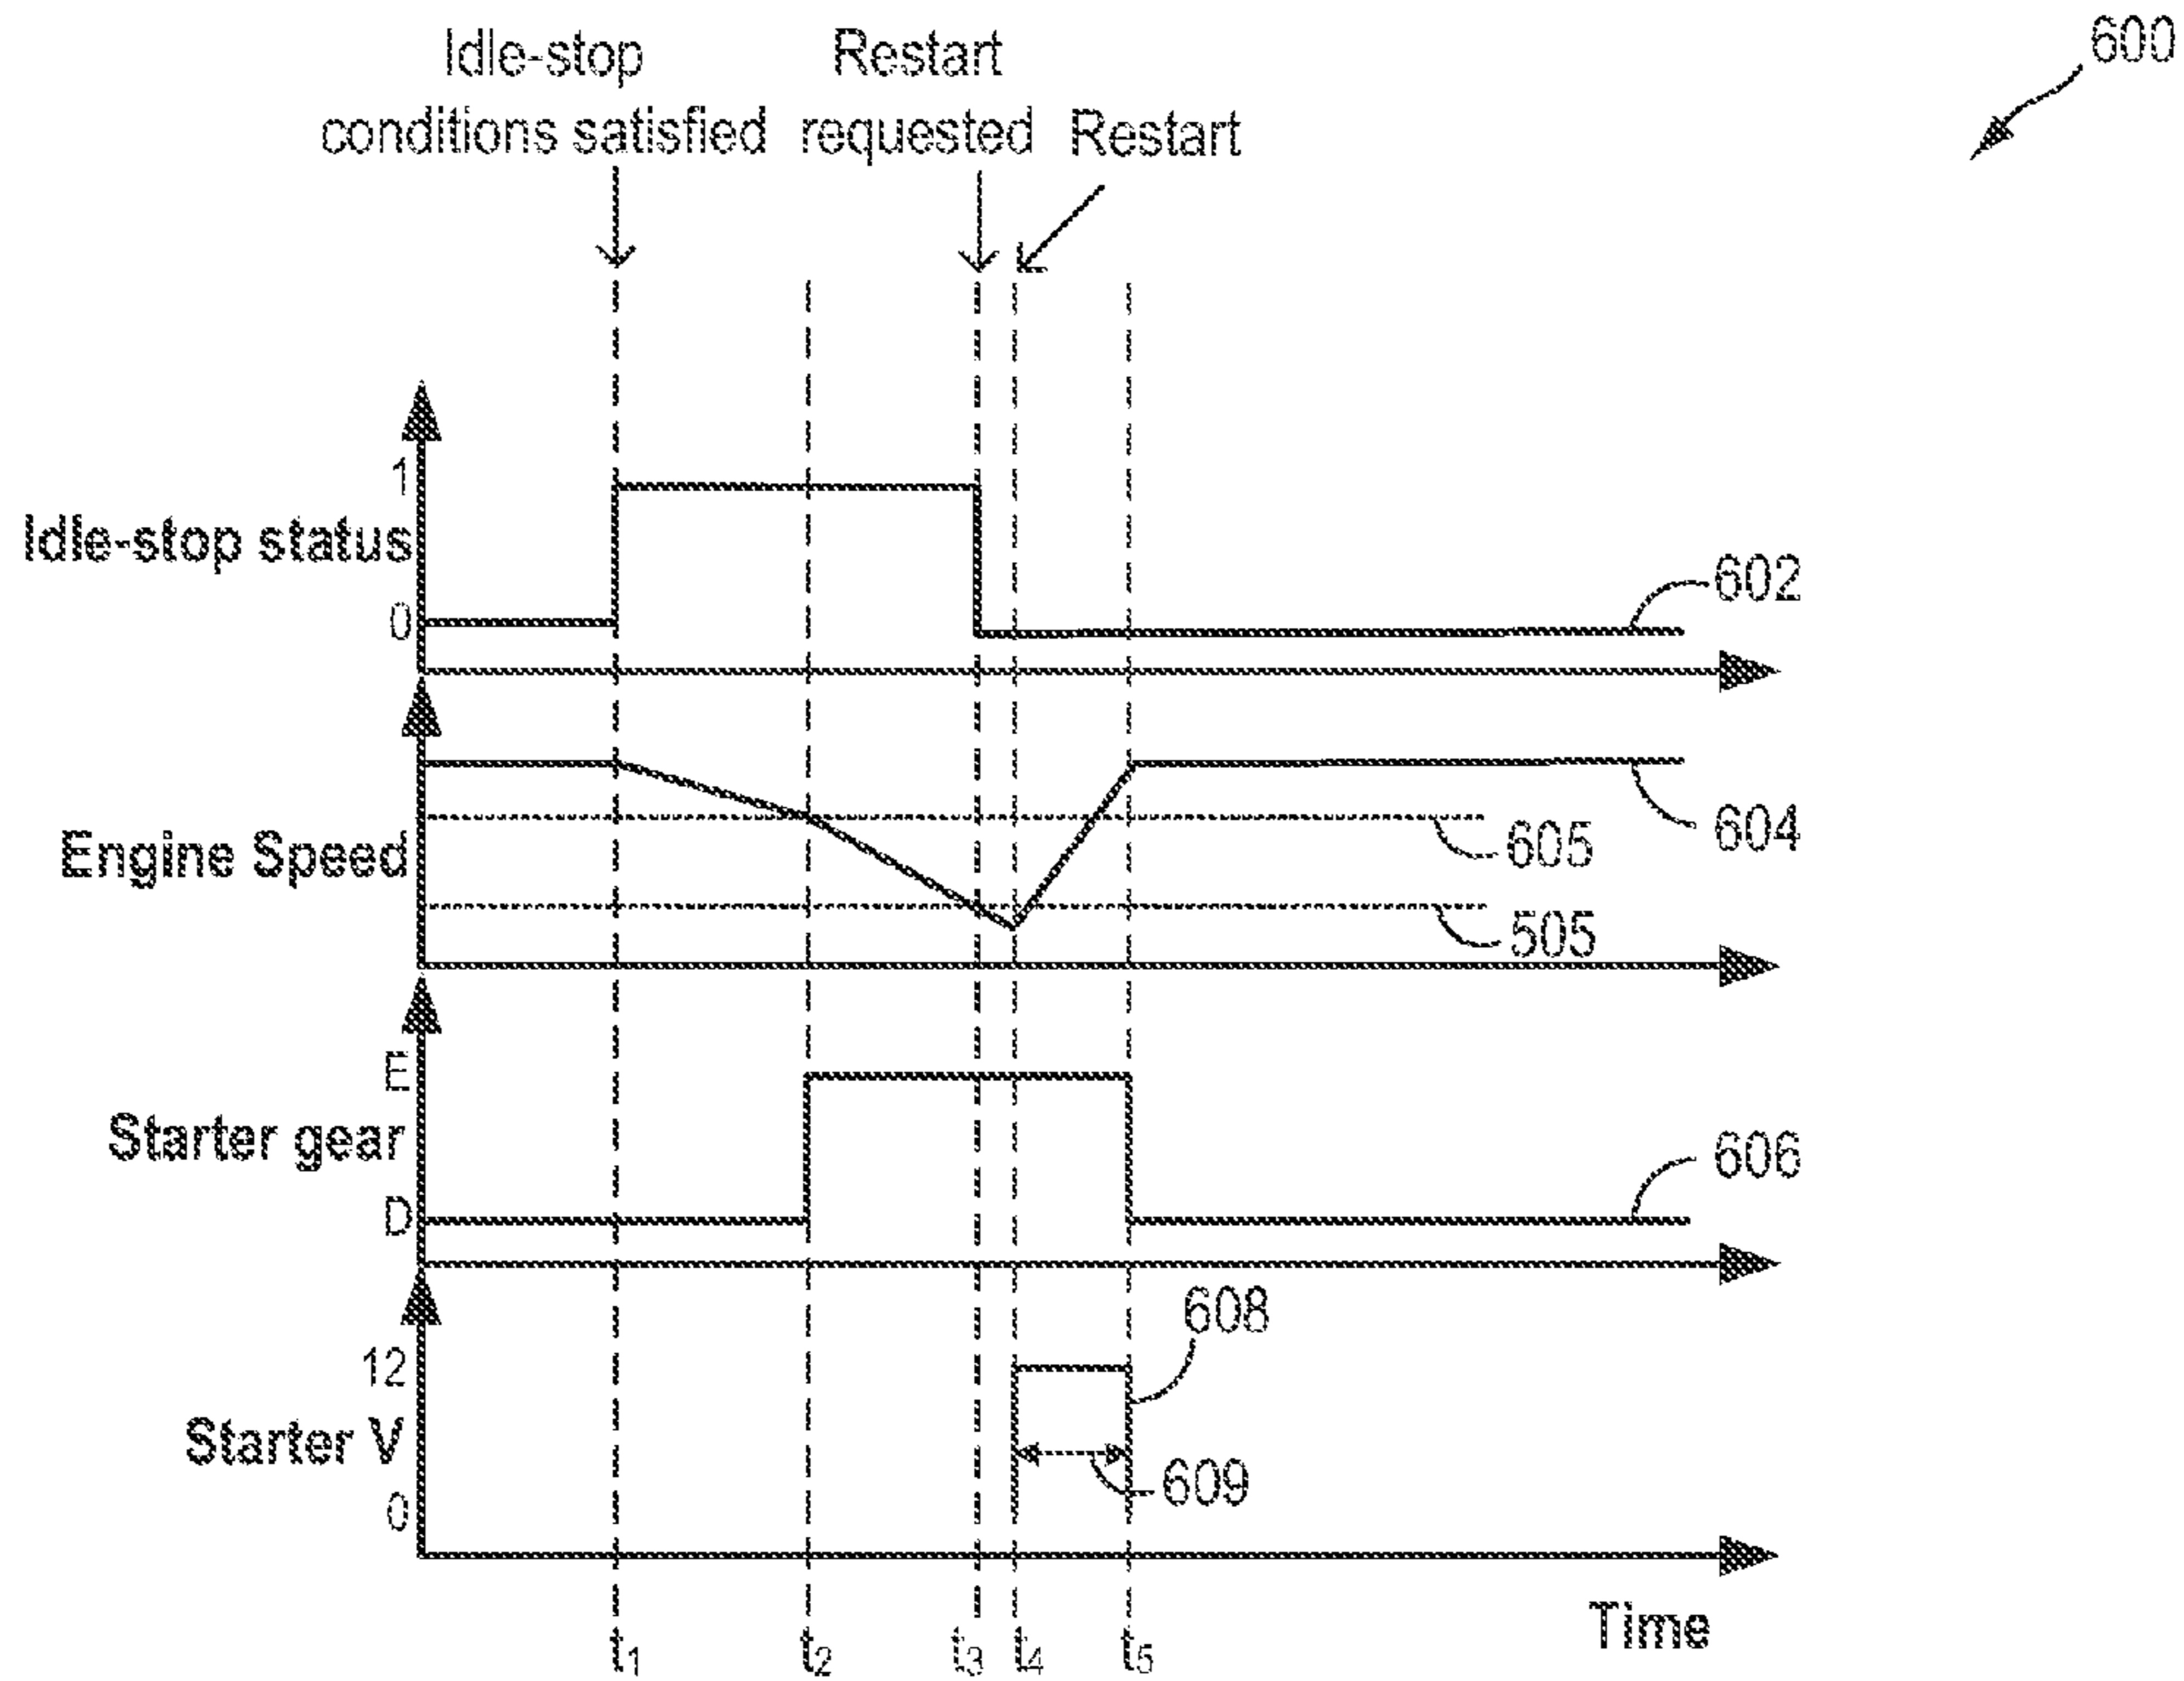 600
Idle-stop
conditions satisfied
Restart
requested
Restart
1
Idle-stop status
0
602
604
605
Engine Speed
505
E
Starter gear
D
606
608
12
Starter V
609
0
Time
t1
t2
t3
t4
t5